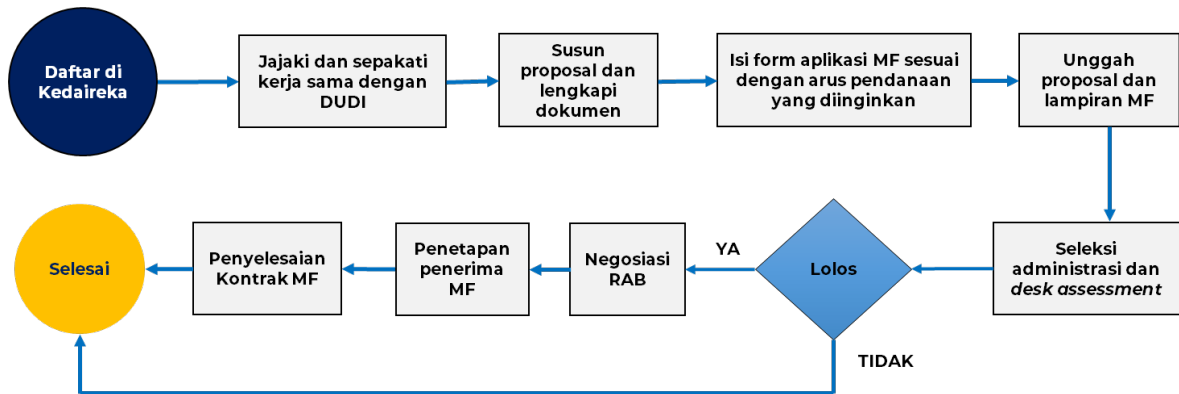 Daftar di
Kedaireka
Jajaki dan sepakati
kerja sama dengan
DUDI
Susun
proposal dan
lengkapi
dokumen
Isi form aplikasi MF sesuai
dengan arus pendanaan
yang diinginkan
Unggah
proposal dan
lampiran MF
Seleksi
administrasi dan
desk assessment
Lolos
YA
Negosiasi
RAB
Penetapan
penerima
MF
Penyelesaian
Kontrak MF
Selesai
TIDAK